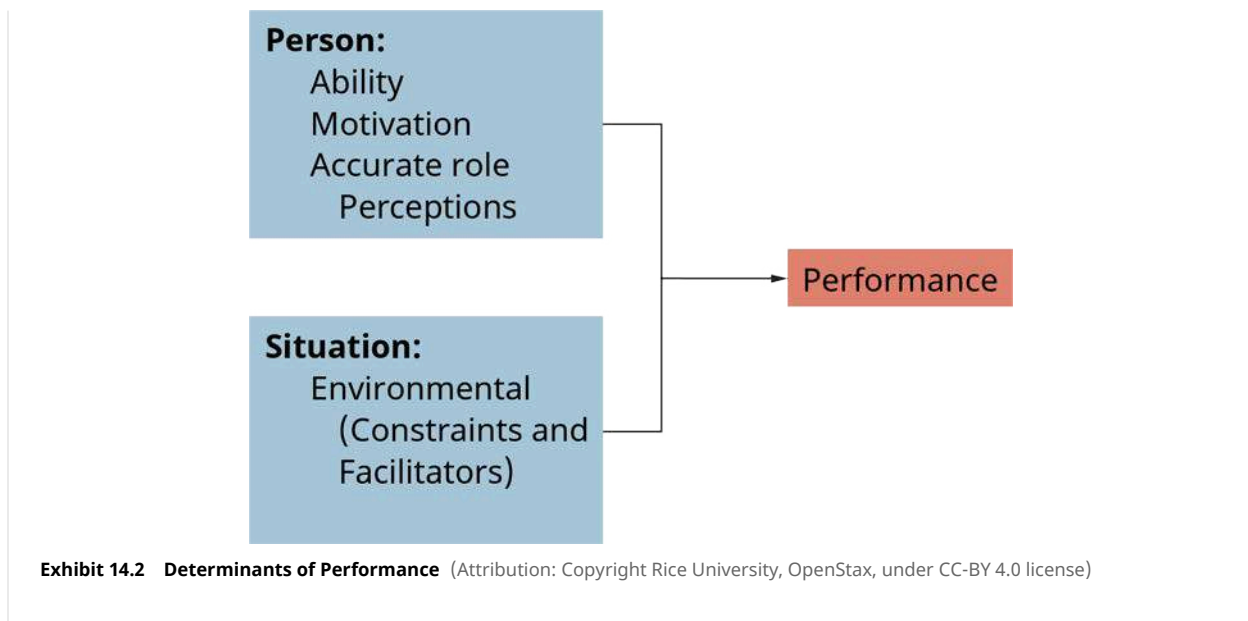 Person:
Ability
Motivation
Accurate role
Perceptions
Situation:
Environmental
(Constraints and
Facilitators)
Performance
Exhibit 14.2 Determinants of Performance (Attribution: Copyright Rice University, OpenStax, under CC-BY 4.0 license)